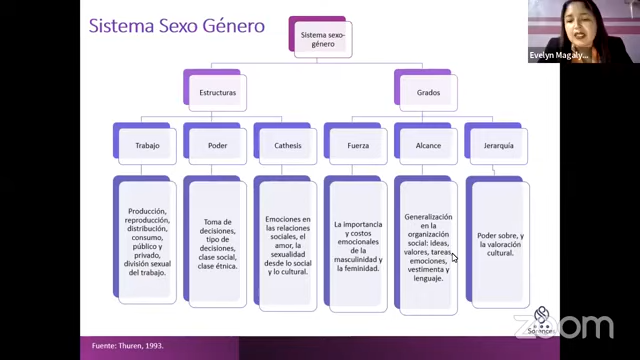 Sistema Sexo Género
Sistema sexo-
género
Evelyn Magaly...
Estructuras
Grados
Trabajo
Poder
Cathesis
Fuerza
Alcance
Jerarquía
Producción,
reproducción,
distribución,
consumo,
público y
privado,
división sexual
del trabajo.
Toma de
decisiones,
tipo de
decisiones,
clase social,
clase étnica.
Emociones en
las relaciones
sociales, el
amor, la
sexualidad
desde lo social
y lo cultural.
La importancia
y costos
emocionales
de la
masculinidad y
la feminidad.
Generalización
en la
organización
social: ideas,
valores, tareas,
emociones,
vestimenta y
lenguaje.
Poder sobre, y
la valoración
cultural.
zoom
Fuente: Thuren, 1993.